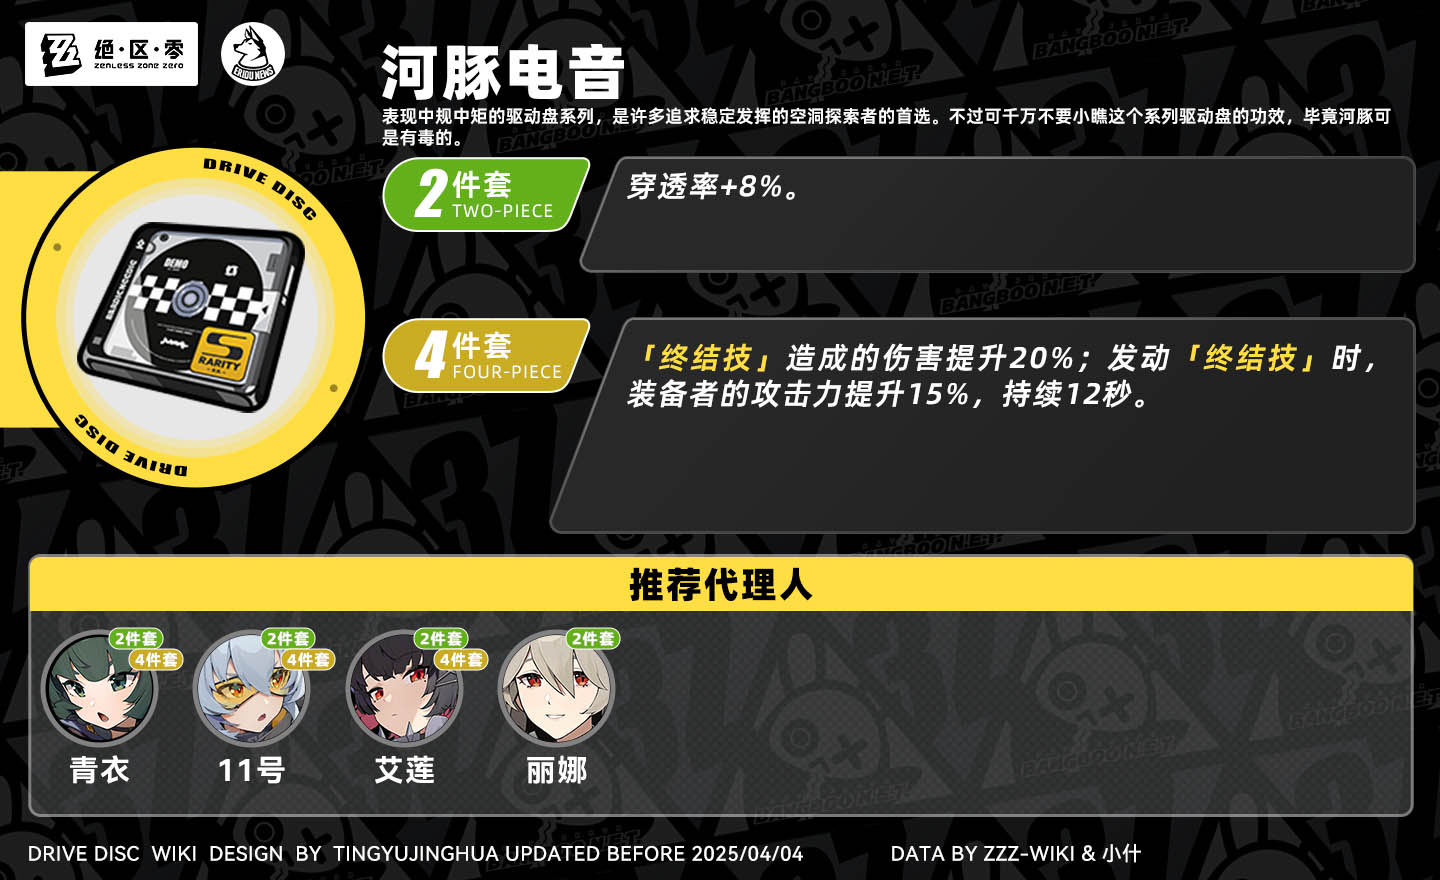 绝·区·零
ZENLESS ZONE ZERO
ERIDU NEWS
河豚电音
表现中规中矩的驱动盘系列，是许多追求稳定发挥的空洞探索者的首选。不过可千万不要小瞧这个系列驱动盘的功效，毕竟河豚可
是有毒的。
DRIVE DISC
2件套
TWO-PIECE
穿透率+8%。
DEMO
S
RARITY
DRIVE DISC
4件套
FOUR-PIECE
「终结技」造成的伤害提升20%；发动「终结技」时，
装备者的攻击力提升15%，持续12秒。
BANGBOO N.E.T.
推荐代理人
2件套
4件套
2件套
4件套
2件套
4件套
2件套
青衣
11号
艾莲
丽娜
DRIVE DISC WIKI DESIGN BY TINGYUJINGHUA UPDATED BEFORE 2025/04/04
DATA BY ZZZ-WIKI & 小什